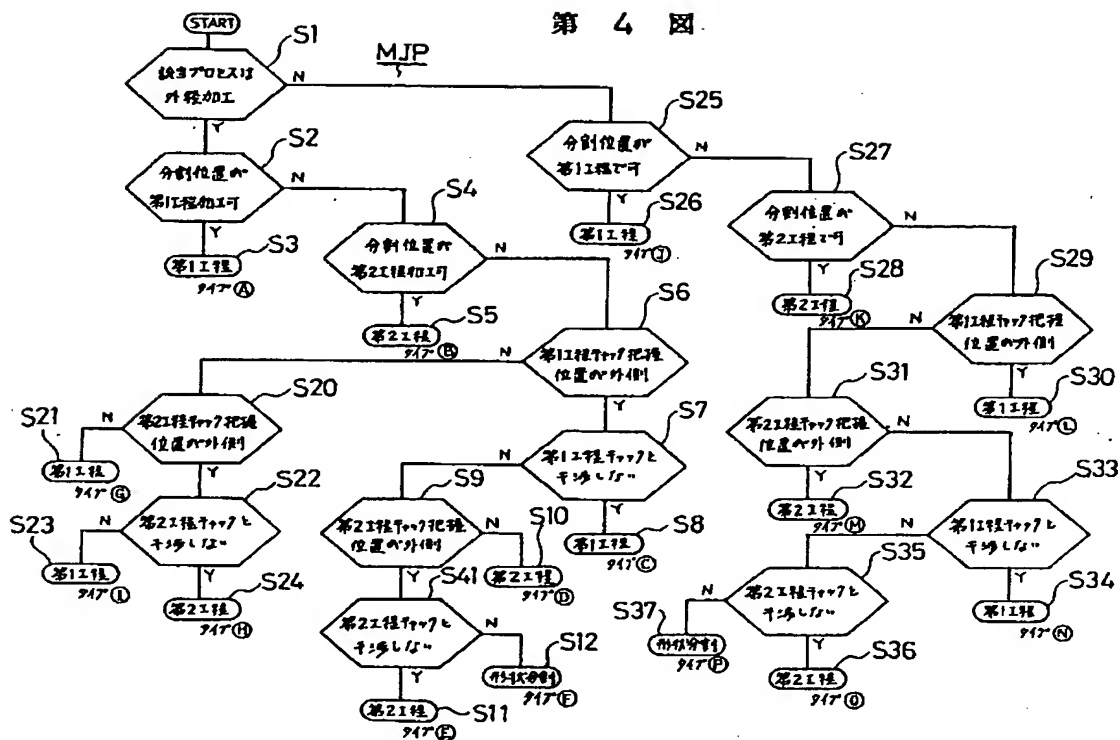 第 4 図
START
S1
該当プロセスは
外径加工
N
Y
MJP
S2
分割位置が
第1工程加工可
N
Y
S3
第1工程
タイプⒶ
S4
分割位置が
第2工程加工可
N
Y
S5
第2工程
タイプⒷ
S6
第1工程チャック把握
位置の外側
N
Y
S7
第1工程チャックと
干渉しない
N
Y
S8
第1工程
タイプⒸ
S9
第2工程チャック把握
位置の外側
N
Y
S10
第2工程
タイプⒹ
S41
第2工程チャックと
干渉しない
N
Y
S12
形状分割
タイプⒻ
S11
第2工程
タイプⒺ
S20
第2工程チャック把握
位置の外側
N
Y
S21
第1工程
タイプⒼ
S22
第2工程チャックと
干渉しない
N
Y
S23
第1工程
タイプⒾ
S24
第2工程
タイプⒽ
S25
分割位置が
第1工程で可
N
Y
S26
第1工程
タイプⒿ
S27
分割位置が
第2工程で可
N
Y
S28
第2工程
タイプⓀ
S29
第1工程チャック把握
位置の外側
N
Y
S30
第1工程
タイプⓁ
S31
第2工程チャック把握
位置の外側
N
Y
S32
第2工程
タイプⓂ
S33
第1工程チャックと
干渉しない
N
Y
S34
第1工程
タイプⓃ
S35
第2工程チャックと
干渉しない
N
Y
S36
第2工程
タイプⓄ
S37
形状分割
タイプⓅ